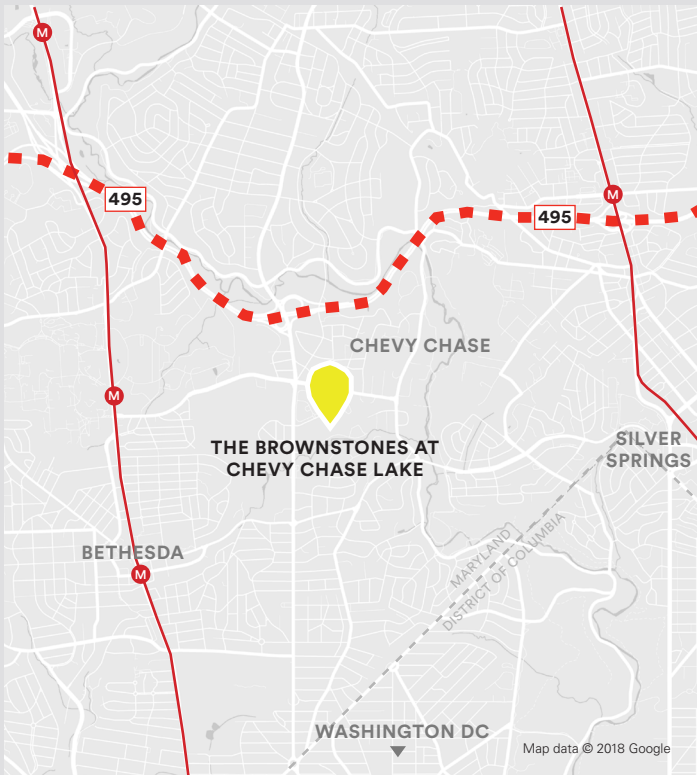 M
495
M
495
CHEVY CHASE
M
THE BROWNSTONES AT
CHEVY CHASE LAKE
SILVER
SPRINGS
BETHESDA
M
MARYLAND
DISTRICT OF COLUMBIA
WASHINGTON DC
Map data © 2018 Google